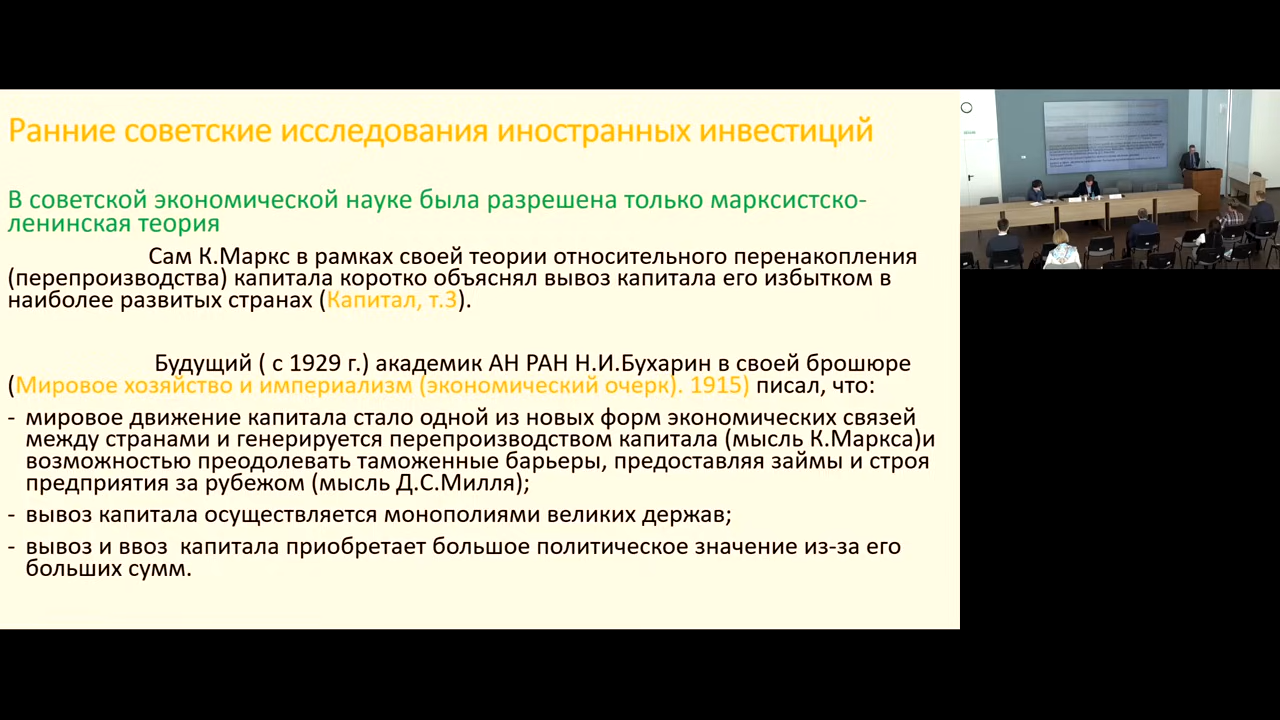 Ранние советские исследования иностранных инвестиций
В советской экономической науке была разрешена только марксистско-
ленинская теория
Сам К.Маркс в рамках своей теории относительного перенакопления
(перепроизводства) капитала коротко объяснял вывоз капитала его избытком в
наиболее развитых странах (Капитал, т.3).
Будущий ( с 1929 г.) академик АН РАН Н.И.Бухарин в своей брошюре
(Мировое хозяйство и империализм (экономический очерк). 1915) писал, что:
- мировое движение капитала стало одной из новых форм экономических связей
между странами и генерируется перепроизводством капитала (мысль К.Маркса)и
возможностью преодолевать таможенные барьеры, предоставляя займы и строя
предприятия за рубежом (мысль Д.С.Милля);
- вывоз капитала осуществляется монополиями великих держав;
- вывоз и ввоз  капитала приобретает большое политическое значение из-за его
больших сумм.